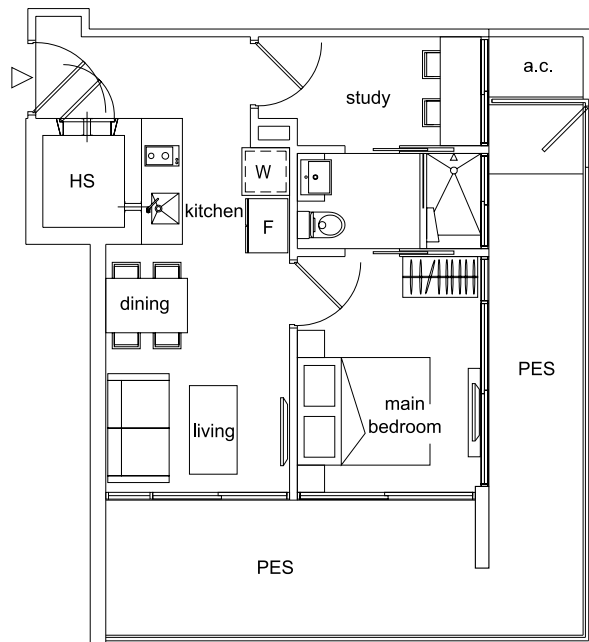 a.c.
study
HS
W
kitchen
F
dining
PES
main
bedroom
living
PES